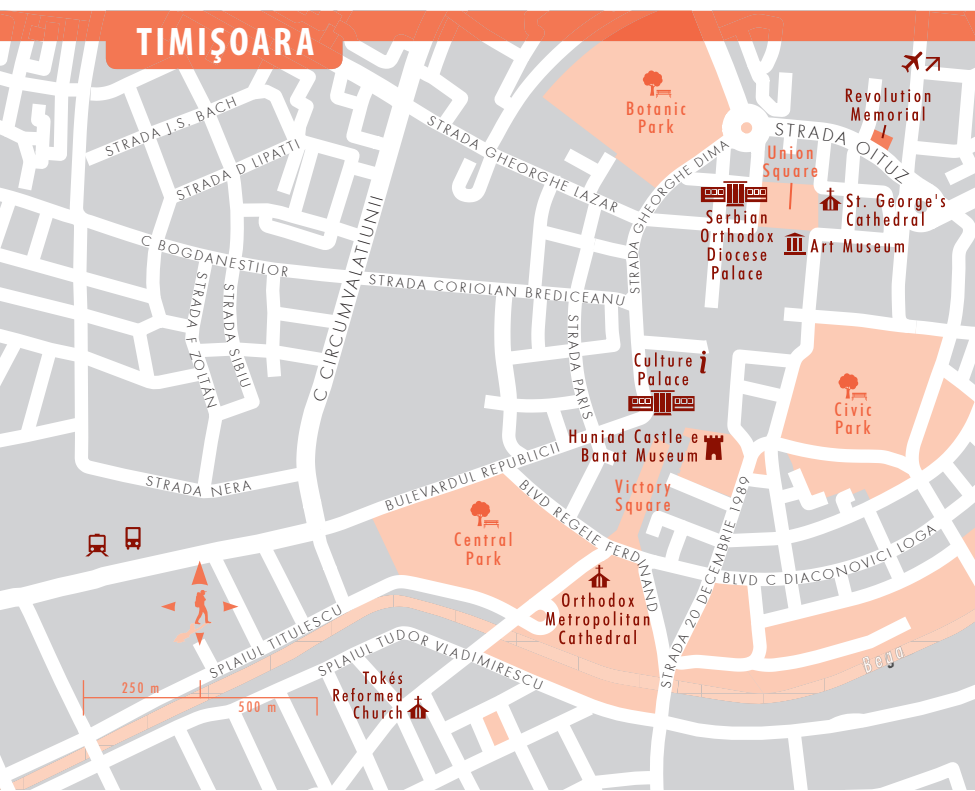 TIMIŞOARA
Revolution
Memorial
Botanic
Park
STRADA J.S. BACH
STRADA GHEORGHE LAZAR
STRADA OITUZ
STRADA D LIPATTI
Union
Square
STRADA GHEORGHE DIMA
St. George's
Cathedral
Serbian
Orthodox
Diocese
Palace
Art Museum
C BOGDANESTILOR
C CIRCUMVALATIUNII
STRADA CORIOLAN BREDICEANU
STRADA F ZOLTÁN
STRADA SIBIU
STRADA PARIS
Culture
Palace
i
Civic
Park
Huniad Castle e
Banat Museum
BULEVARDUL REPUBLICII
STRADA NERA
Victory
Square
BLVD REGELE FERDINAND
Central
Park
STRADA 20 DECEMBRIE 1989
BLVD C DIACONOVICI LOGA
Orthodox
Metropolitan
Cathedral
SPLAIUL TITULESCU
SPLAIUL TUDOR VLADIMIRESCU
Bega
Tokés
Reformed
Church
250 m
500 m